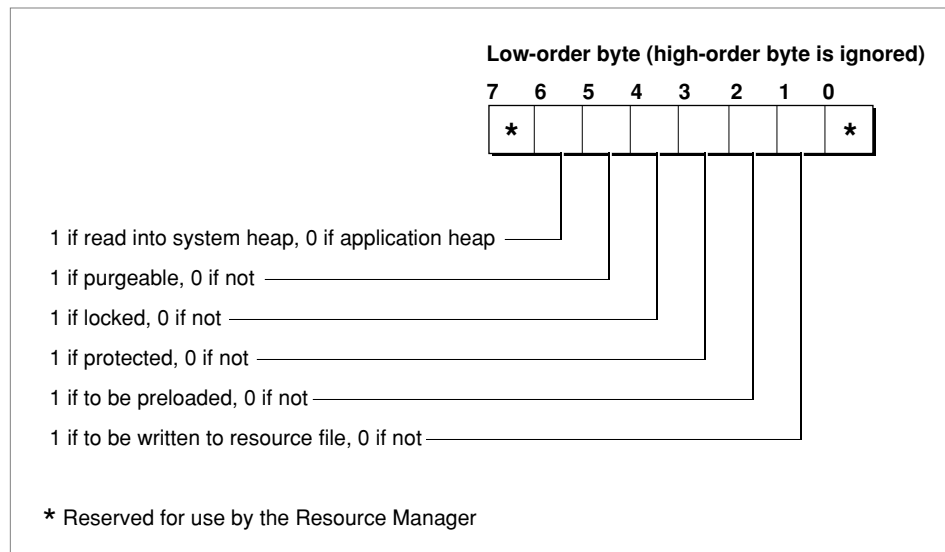 Low-order byte (high-order byte is ignored)
7 6 5 4 3 2 1 0
* *
1 if read into system heap, 0 if application heap
1 if purgeable, 0 if not
1 if locked, 0 if not
1 if protected, 0 if not
1 if to be preloaded, 0 if not
1 if to be written to resource file, 0 if not
* Reserved for use by the Resource Manager